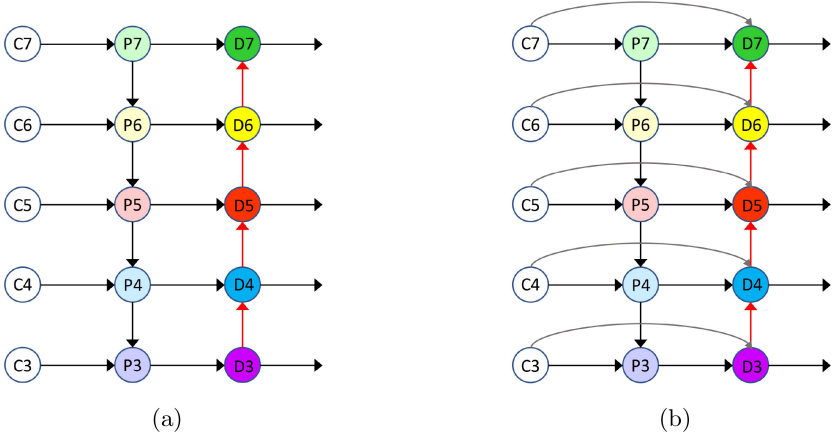 C7 P7 D7 C7 P7 D7
C6 P6 D6 C6 P6 D6
C5 P5 D5 C5 P5 D5
C4 P4 D4 C4 P4 D4
C3 P3 D3 C3 P3 D3
(a) (b)